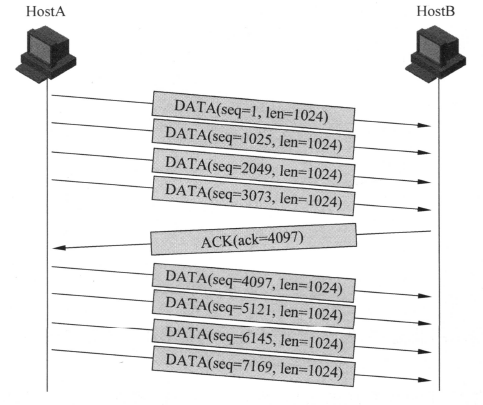 HostA
HostB
DATA(seq=1, len=1024)
DATA(seq=1025, len=1024)
DATA(seq=2049, len=1024)
DATA(seq=3073, len=1024)
ACK(ack=4097)
DATA(seq=4097, len=1024)
DATA(seq=5121, len=1024)
DATA(seq=6145, len=1024)
DATA(seq=7169, len=1024)